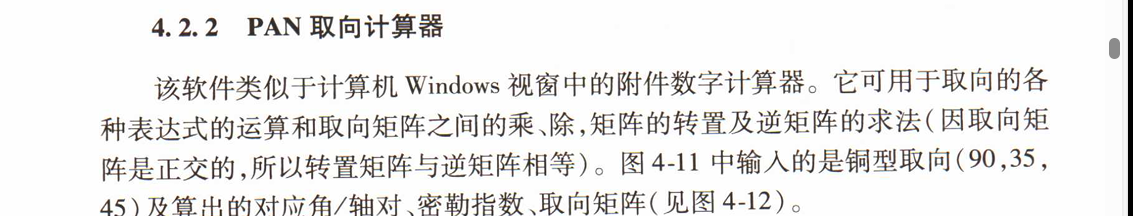 4. 2. 2 PAN 取向计算器
该软件类似于计算机 Windows 视窗中的附件数字计算器。它可用于取向的各
种表达式的运算和取向矩阵之间的乘、除,矩阵的转置及逆矩阵的求法(因取向矩
阵是正交的,所以转置矩阵与逆矩阵相等)。图 4-11 中输入的是铜型取向(90,35,
45)及算出的对应角/轴对、密勒指数、取向矩阵(见图 4-12)。